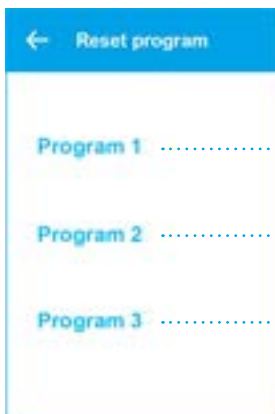 ← Reset program
Program 1 ..............
Program 2 ..............
Program 3 ..............